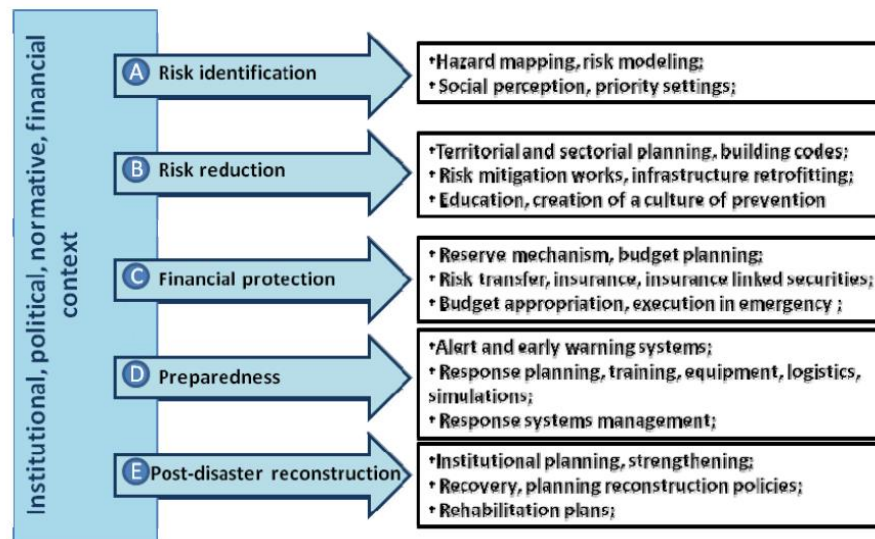 Institutional, political, normative, financial
context
A Risk identification
*Hazard mapping, risk modeling;
*Social perception, priority settings;
B Risk reduction
*Territorial and sectorial planning, building codes;
*Risk mitigation works, infrastructure retrofitting;
*Education, creation of a culture of prevention
C Financial protection
*Reserve mechanism, budget planning;
*Risk transfer, insurance, insurance linked securities;
*Budget appropriation, execution in emergency ;
D Preparedness
*Alert and early warning systems;
*Response planning, training, equipment, logistics,
simulations;
*Response systems management;
E Post-disaster reconstruction
*Institutional planning, strengthening;
*Recovery, planning reconstruction policies;
*Rehabilitation plans;